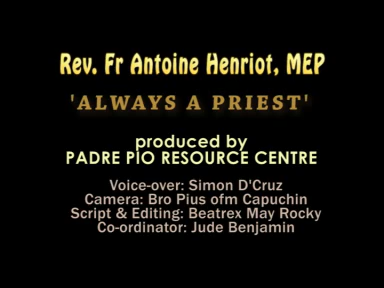 Rev. Fr Antoine Henriot, MEP
'ALWAYS A PRIEST'
produced by
PADRE PIO RESOURCE CENTRE
Voice-over: Simon D'Cruz
Camera: Bro Pius ofm Capuchin
Script & Editing: Beatrex May Rocky
Co-ordinator: Jude Benjamin